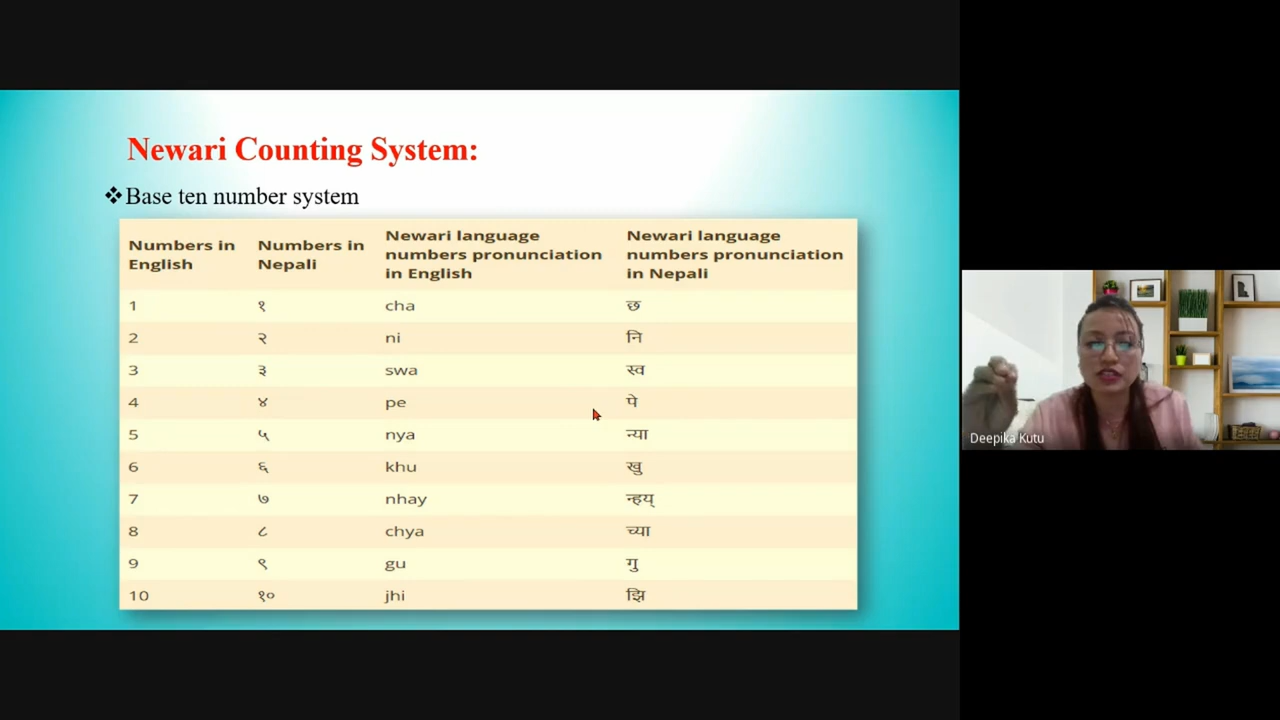 Newari Counting System:
❖Base ten number system
Numbers in English Numbers in Nepali Newari language numbers pronunciation in English Newari language numbers pronunciation in Nepali
1 १ cha छ
2 २ ni नि
3 ३ swa स्व
4 ४ pe पे
5 ५ nya न्या
6 ६ khu खु
7 ७ nhay न्हय्
8 ८ chya च्या
9 ९ gu गु
10 १० jhi झि
Deepika Kutu